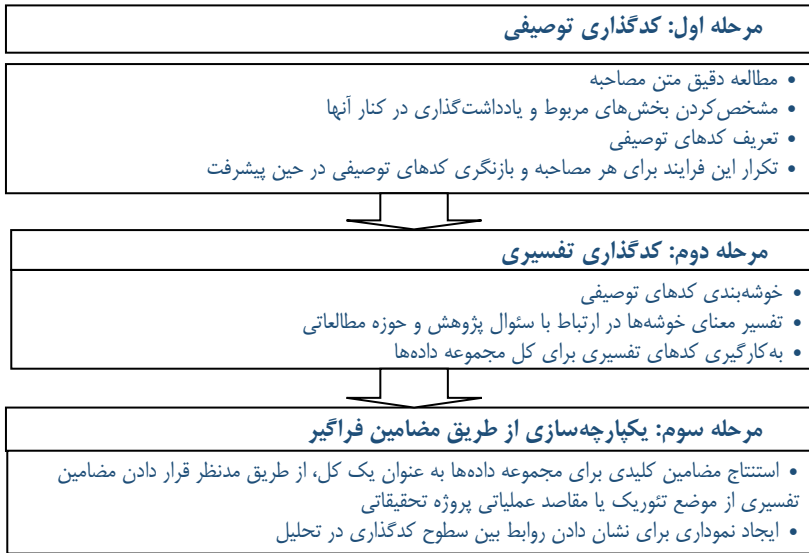 مرحله اول: کدگذاری توصیفی
• مطالعه دقیق متن مصاحبه
• مشخص‌کردن بخش‌های مربوط و یادداشت‌گذاری در کنار آنها
• تعریف کدهای توصیفی
• تکرار این فرایند برای هر مصاحبه و بازنگری کدهای توصیفی در حین پیشرفت
مرحله دوم: کدگذاری تفسیری
• خوشه‌بندی کدهای توصیفی
• تفسیر معنای خوشه‌ها در ارتباط با سئوال پژوهش و حوزه مطالعاتی
• به‌کارگیری کدهای تفسیری برای کل مجموعه داده‌ها
مرحله سوم: یکپارچه‌سازی از طریق مضامین فراگیر
• استنتاج مضامین کلیدی برای مجموعه داده‌ها به عنوان یک کل، از طریق مدنظر قرار دادن مضامین
تفسیری از موضع تئوریک یا مقاصد عملیاتی پروژه تحقیقاتی
• ایجاد نموداری برای نشان دادن روابط بین سطوح کدگذاری در تحلیل